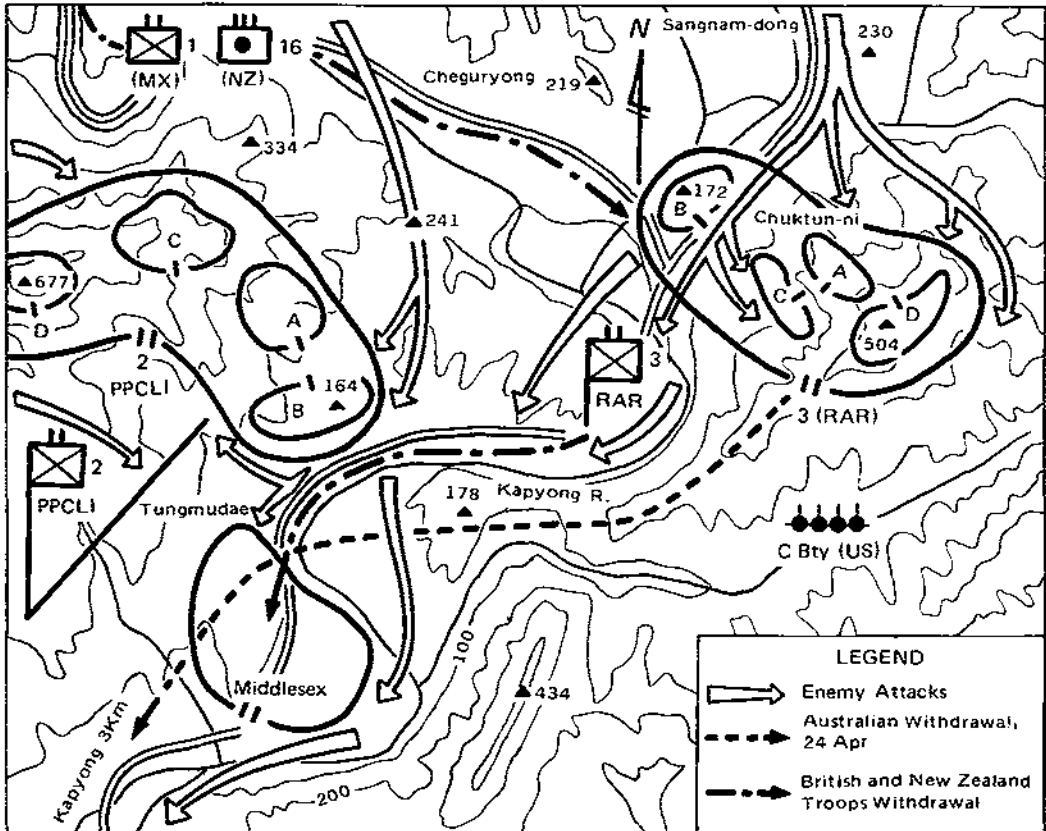 1
(MX)
16
(NZ)
N
Sangnam-dong
230
Cheguryong
219
334
172
B
Chuktun-ni
241
C
677
D
A
C
A
D
504
2
PPCLI
B
164
3
RAR
3 (RAR)
2
PPCLI
Tungmudae
178
Kapyong R.
C Bty (US)
100
Middlesex
434
Kapyong 3Km
200
LEGEND
Enemy Attacks
Australian Withdrawal,
24 Apr
British and New Zealand
Troops Withdrawal